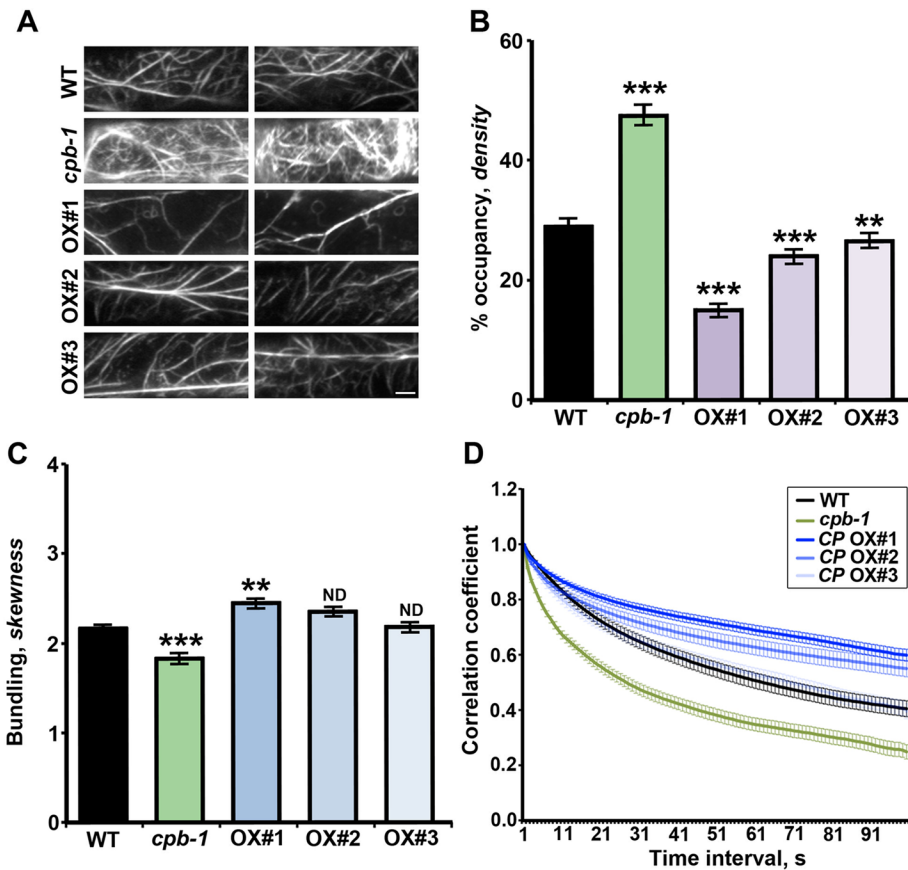 A
WT
cpb-1
OX#1
OX#2
OX#3
B
% occupancy, density
60
40
20
0
***
***
***
**
WT cpb-1 OX#1 OX#2 OX#3
C
Bundling, skewness
4
3
2
1
0
***
**
ND
ND
WT cpb-1 OX#1 OX#2 OX#3
D
Correlation coefficient
1.2
1.0
0.8
0.6
0.4
0.2
0.0
WT
cpb-1
CP OX#1
CP OX#2
CP OX#3
1 11 21 31 41 51 61 71 81 91
Time interval, s